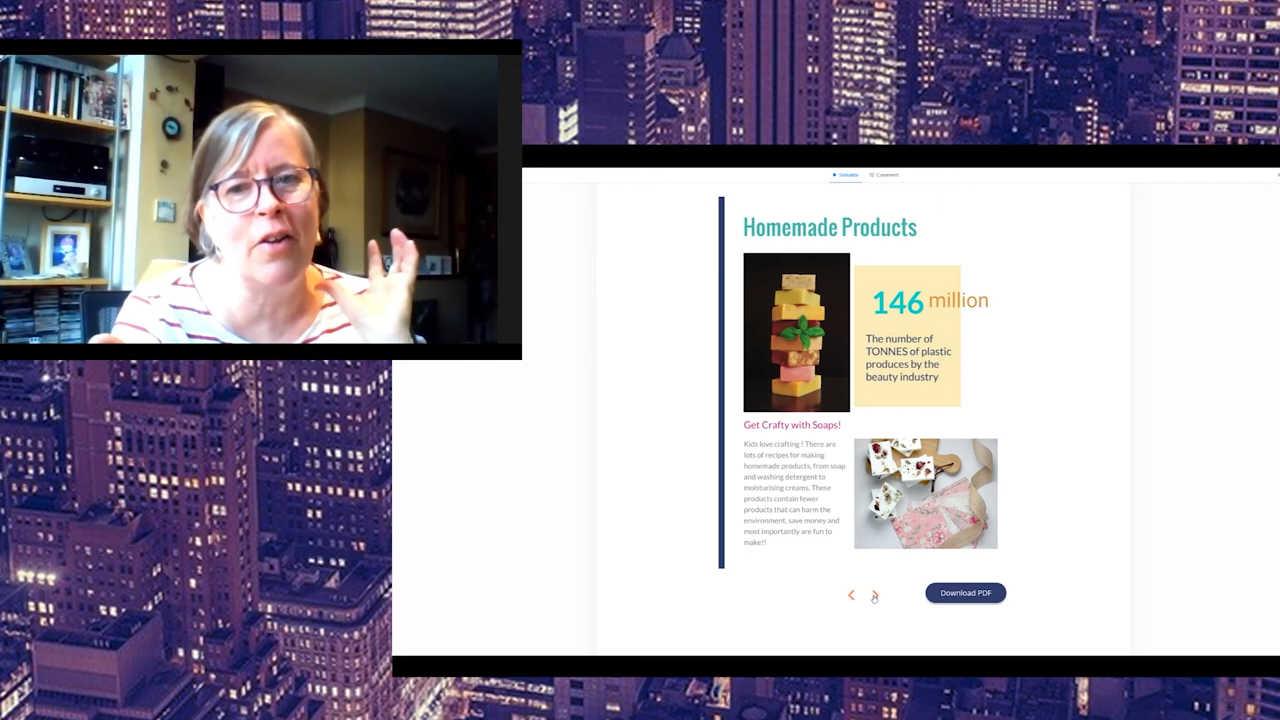 Simulate Comment
Homemade Products
146 million
The number of
TONNES of plastic
produces by the
beauty industry
Get Crafty with Soaps!
Kids love crafting ! There are
lots of recipes for making
homemade products, from soap
and washing detergent to
moisturising creams. These
products contain fewer
products that can harm the
environment, save money and
most importantly are fun to
make!!
Download PDF